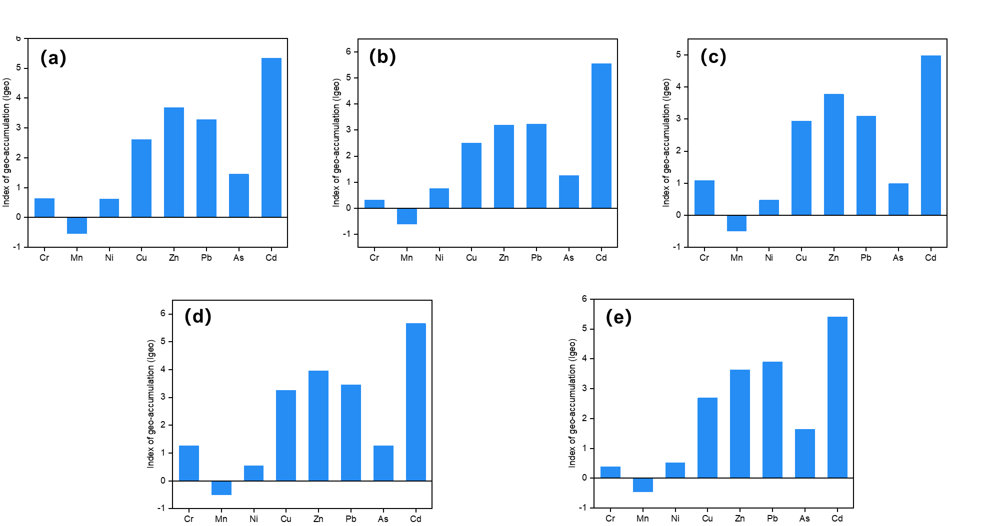 (a)
Index of geo-accumulation (Igeo)
6
5
4
3
2
1
0
-1
Cr Mn Ni Cu Zn Pb As Cd
(b)
Index of geo-accumulation (Igeo)
6
5
4
3
2
1
0
-1
Cr Mn Ni Cu Zn Pb As Cd
(c)
Index of geo-accumulation (Igeo)
5
4
3
2
1
0
-1
Cr Mn Ni Cu Zn Pb As Cd
(d)
Index of geo-accumulation (Igeo)
6
5
4
3
2
1
0
-1
Cr Mn Ni Cu Zn Pb As Cd
(e)
Index of geo-accumulation (Igeo)
6
5
4
3
2
1
0
-1
Cr Mn Ni Cu Zn Pb As Cd